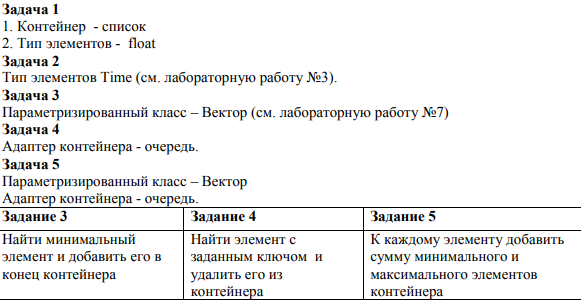 Задача 1
1. Контейнер - список
2. Тип элементов - float
Задача 2
Тип элементов Time (см. лабораторную работу №3).
Задача 3
Параметризированный класс – Вектор (см. лабораторную работу №7)
Задача 4
Адаптер контейнера - очередь.
Задача 5
Параметризированный класс – Вектор
Адаптер контейнера - очередь.
Задание 3
Найти минимальный
элемент и добавить его в
конец контейнера
Задание 4
Найти элемент с
заданным ключом и
удалить его из
контейнера
Задание 5
К каждому элементу добавить
сумму минимального и
максимального элементов
контейнера